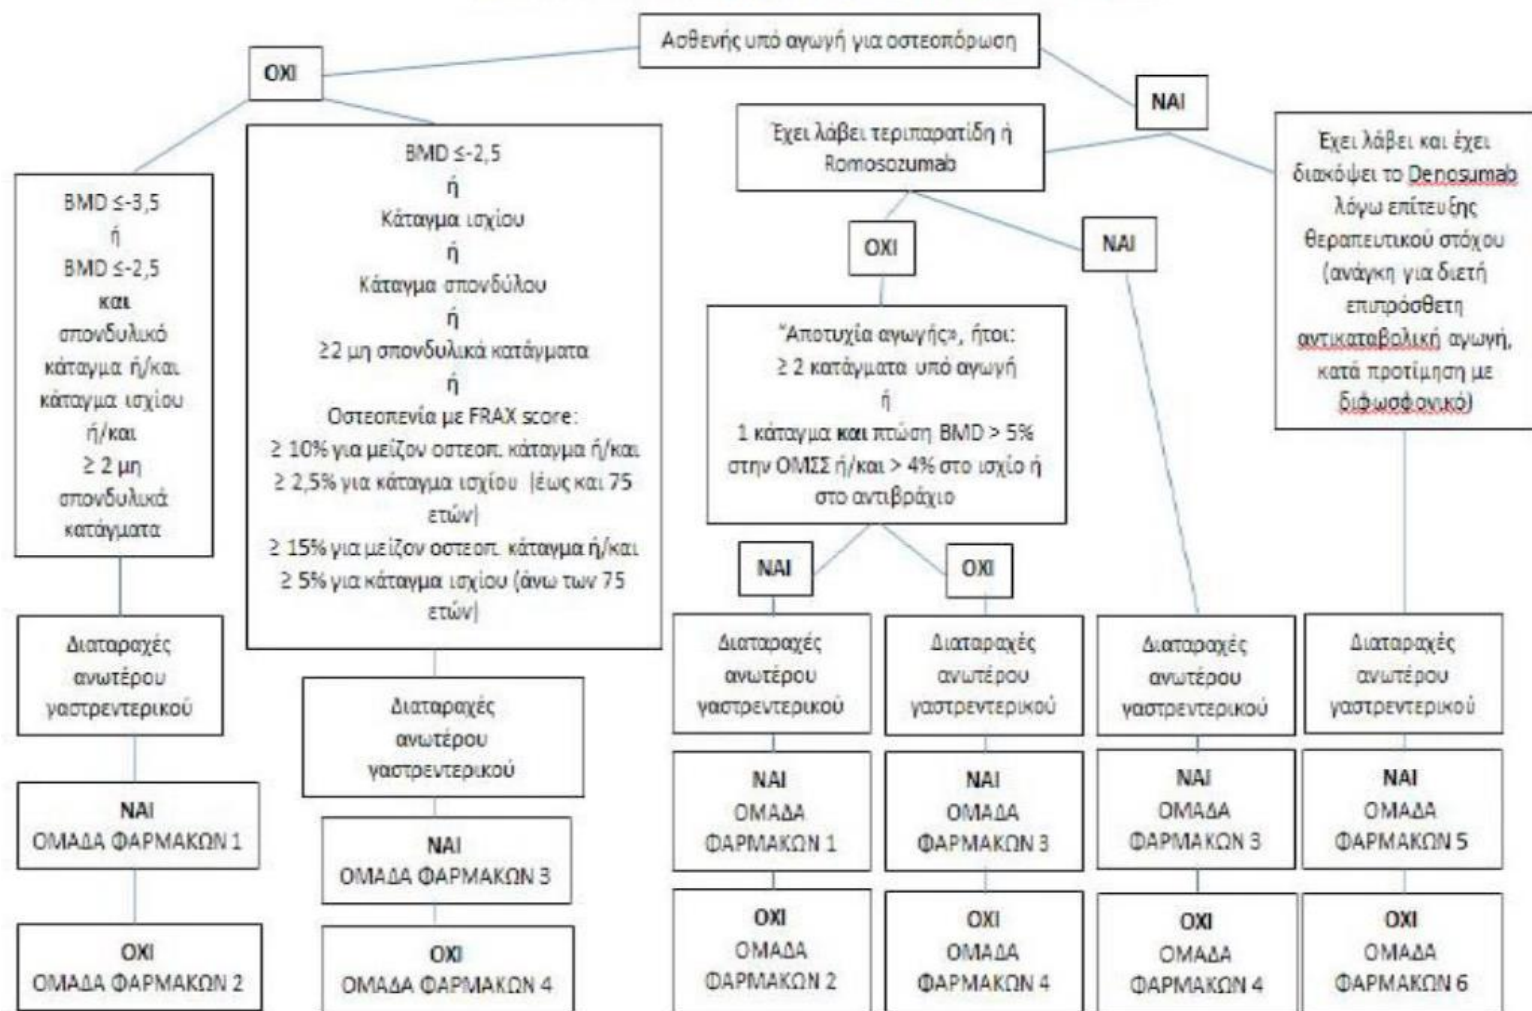 Ασθενής υπό αγωγή για οστεοπόρωση
ΟΧΙ
ΝΑΙ
BMD ≤-3,5
ή
BMD ≤-2,5
και
σπονδυλικό
κάταγμα ή/και
κάταγμα ισχίου
ή/και
≥ 2 μη
σπονδυλικά
κατάγματα
BMD ≤-2,5
ή
Κάταγμα ισχίου
ή
Κάταγμα σπονδύλου
ή
≥2 μη σπονδυλικά κατάγματα
ή
Οστεοπενία με FRAX score:
≥ 10% για μείζον οστεοπ. κάταγμα ή/και
≥ 2,5% για κάταγμα ισχίου (έως και 75
ετών)
≥ 15% για μείζον οστεοπ. κάταγμα ή/και
≥ 5% για κάταγμα ισχίου (άνω των 75
ετών)
Έχει λάβει τεριπαρατίδη ή
Romosozumab
ΟΧΙ
ΝΑΙ
Έχει λάβει και έχει
διακόψει το Denosumab
λόγω επίτευξης
θεραπευτικού στόχου
(ανάγκη για διετή
επιπρόσθετη
αντικαταβολική αγωγή,
κατά προτίμηση με
διφωσφονικό)
"Αποτυχία αγωγής», ήτοι:
≥ 2 κατάγματα υπό αγωγή
ή
1 κάταγμα και πτώση BMD > 5%
στην ΟΜΣΣ ή/και > 4% στο ισχίο ή
στο αντιβράχιο
ΝΑΙ
ΟΧΙ
Διαταραχές
ανωτέρου
γαστρεντερικού
ΝΑΙ
ΟΜΑΔΑ ΦΑΡΜΑΚΩΝ 1
ΟΧΙ
ΟΜΑΔΑ ΦΑΡΜΑΚΩΝ 2
Διαταραχές
ανωτέρου
γαστρεντερικού
ΝΑΙ
ΟΜΑΔΑ ΦΑΡΜΑΚΩΝ 3
ΟΧΙ
ΟΜΑΔΑ ΦΑΡΜΑΚΩΝ 4
Διαταραχές
ανωτέρου
γαστρεντερικού
ΝΑΙ
ΟΜΑΔΑ
ΦΑΡΜΑΚΩΝ 1
ΟΧΙ
ΟΜΑΔΑ
ΦΑΡΜΑΚΩΝ 2
Διαταραχές
ανωτέρου
γαστρεντερικού
ΝΑΙ
ΟΜΑΔΑ
ΦΑΡΜΑΚΩΝ 3
ΟΧΙ
ΟΜΑΔΑ
ΦΑΡΜΑΚΩΝ 4
Διαταραχές
ανωτέρου
γαστρεντερικού
ΝΑΙ
ΟΜΑΔΑ
ΦΑΡΜΑΚΩΝ 3
ΟΧΙ
ΟΜΑΔΑ
ΦΑΡΜΑΚΩΝ 4
Διαταραχές
ανωτέρου
γαστρεντερικού
ΝΑΙ
ΟΜΑΔΑ
ΦΑΡΜΑΚΩΝ 5
ΟΧΙ
ΟΜΑΔΑ
ΦΑΡΜΑΚΩΝ 6